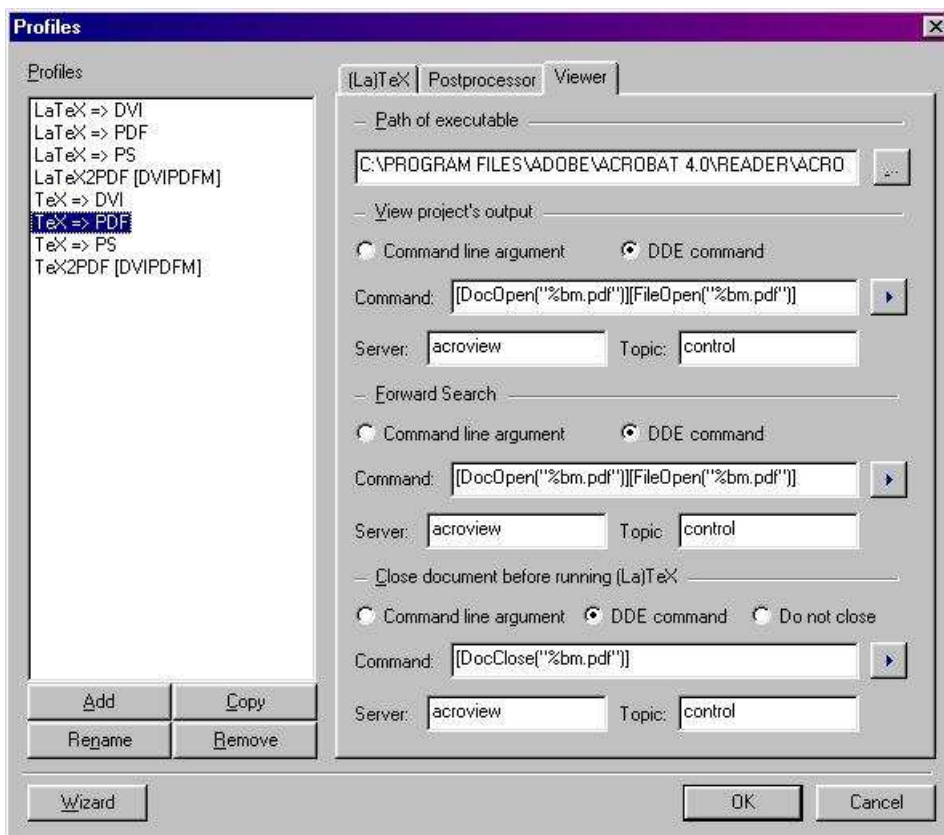 Profiles
Profiles
LaTeX => DVI
LaTeX => PDF
LaTeX => PS
LaTeX2PDF [DVIPDFM]
TeX => DVI
TeX => PDF
TeX => PS
TeX2PDF [DVIPDFM]
Add Copy
Rename Remove
(La)TeX Postprocessor Viewer
Path of executable
C:\PROGRAM FILES\ADOBE\ACROBAT 4.0\READER\ACRO ...
View project's output
Command line argument DDE command
Command: [DocOpen("%bm.pdf")][FileOpen("%bm.pdf")]
Server: acroview Topic: control
Forward Search
Command line argument DDE command
Command: [DocOpen("%bm.pdf")][FileOpen("%bm.pdf")]
Server: acroview Topic control
Close document before running (La)TeX
Command line argument DDE command Do not close
Command: [DocClose("%bm.pdf")]
Server: acroview Topic: control
Wizard OK Cancel